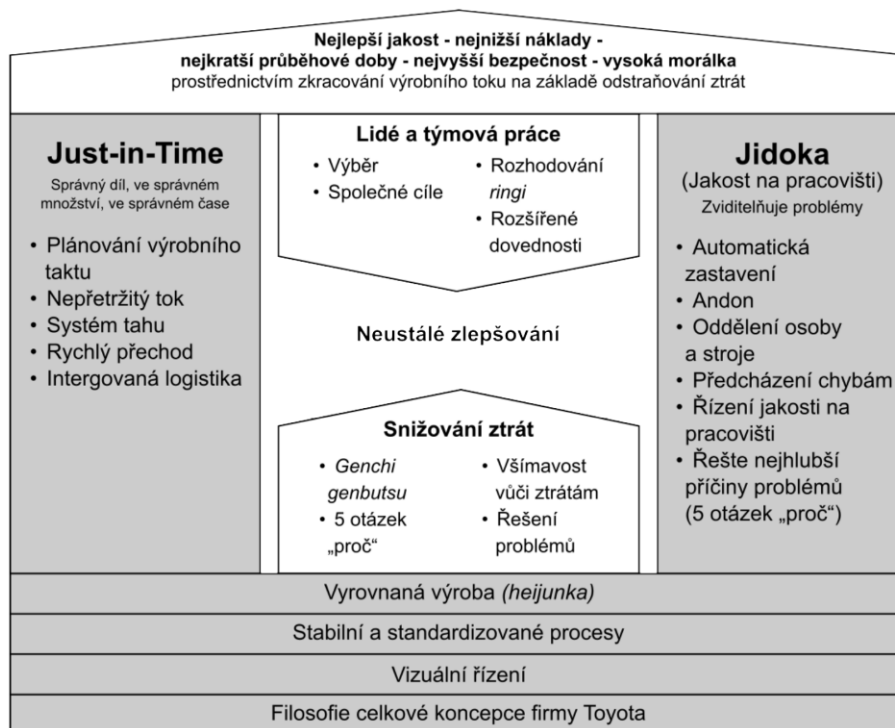 Nejlepší jakost - nejnižší náklady -
nejkratší průběhové doby - nejvyšší bezpečnost - vysoká morálka
prostřednictvím zkracování výrobního toku na základě odstraňování ztrát
Just-in-Time
Správný díl, ve správném
množství, ve správném čase
• Plánování výrobního
taktu
• Nepřetržitý tok
• Systém tahu
• Rychlý přechod
• Intergovaná logistika
Lidé a týmová práce
• Výběr
• Společné cíle
• Rozhodování
ringi
• Rozšířené
dovednosti
Neustálé zlepšování
Snižování ztrát
• Genchi
genbutsu
• 5 otázek
„proč“
• Všímavost
vůči ztrátám
• Řešení
problémů
Jidoka
(Jakost na pracovišti)
Zviditelňuje problémy
• Automatická
zastavení
• Andon
• Oddělení osoby
a stroje
• Předcházení chybám
• Řízení jakosti na
pracovišti
• Řešte nejhlubší
příčiny problémů
(5 otázek „proč“)
Vyrovnaná výroba (heijunka)
Stabilní a standardizované procesy
Vizuální řízení
Filosofie celkové koncepce firmy Toyota